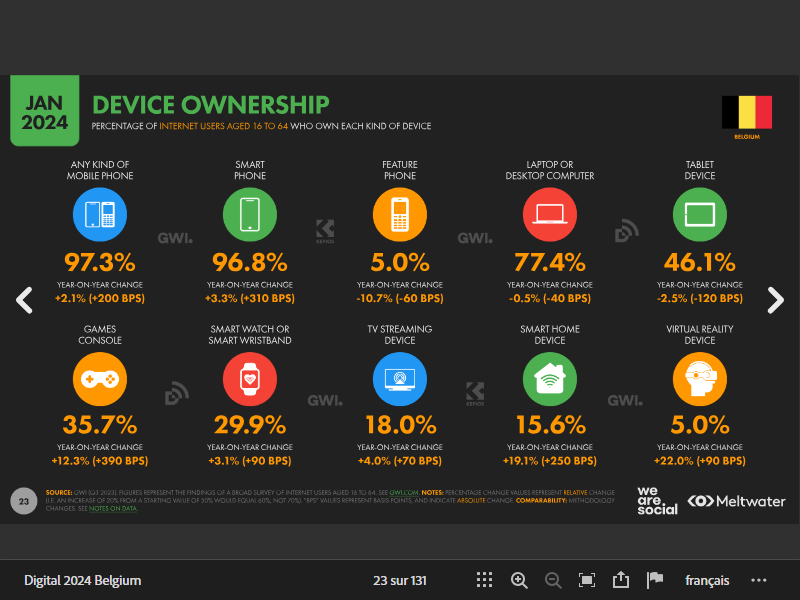 JAN
2024
DEVICE OWNERSHIP
PERCENTAGE OF INTERNET USERS AGED 16 TO 64 WHO OWN EACH KIND OF DEVICE
BELGIUM
ANY KIND OF
MOBILE PHONE
SMART
PHONE
FEATURE
PHONE
LAPTOP OR
DESKTOP COMPUTER
TABLET
DEVICE
GWI.
KEPIOS
GWI.
97.3%
96.8%
5.0%
77.4%
46.1%
YEAR-ON-YEAR CHANGE
YEAR-ON-YEAR CHANGE
YEAR-ON-YEAR CHANGE
YEAR-ON-YEAR CHANGE
YEAR-ON-YEAR CHANGE
+2.1% (+200 BPS)
+3.3% (+310 BPS)
-10.7% (-60 BPS)
-0.5% (-40 BPS)
-2.5% (-120 BPS)
GAMES
CONSOLE
SMART WATCH OR
SMART WRISTBAND
TV STREAMING
DEVICE
SMART HOME
DEVICE
VIRTUAL REALITY
DEVICE
GWI.
KEPIOS
GWI.
35.7%
29.9%
18.0%
15.6%
5.0%
YEAR-ON-YEAR CHANGE
YEAR-ON-YEAR CHANGE
YEAR-ON-YEAR CHANGE
YEAR-ON-YEAR CHANGE
YEAR-ON-YEAR CHANGE
+12.3% (+390 BPS)
+3.1% (+90 BPS)
+4.0% (+70 BPS)
+19.1% (+250 BPS)
+22.0% (+90 BPS)
23
SOURCE: GWI (Q3 2023). FIGURES REPRESENT THE FINDINGS OF A BROAD SURVEY OF INTERNET USERS AGED 16 TO 64. SEE GWI.COM. NOTES: PERCENTAGE CHANGE VALUES REPRESENT RELATIVE CHANGE
(I.E. AN INCREASE OF 20% FROM A STARTING VALUE OF 50% WOULD EQUAL 60%, NOT 70%). "BPS" VALUES REPRESENT BASIS POINTS, AND INDICATE ABSOLUTE CHANGE. COMPARABILITY: METHODOLOGY
CHANGES. SEE NOTES ON DATA.
we
are.
social
Meltwater
Digital 2024 Belgium
23 sur 131
français